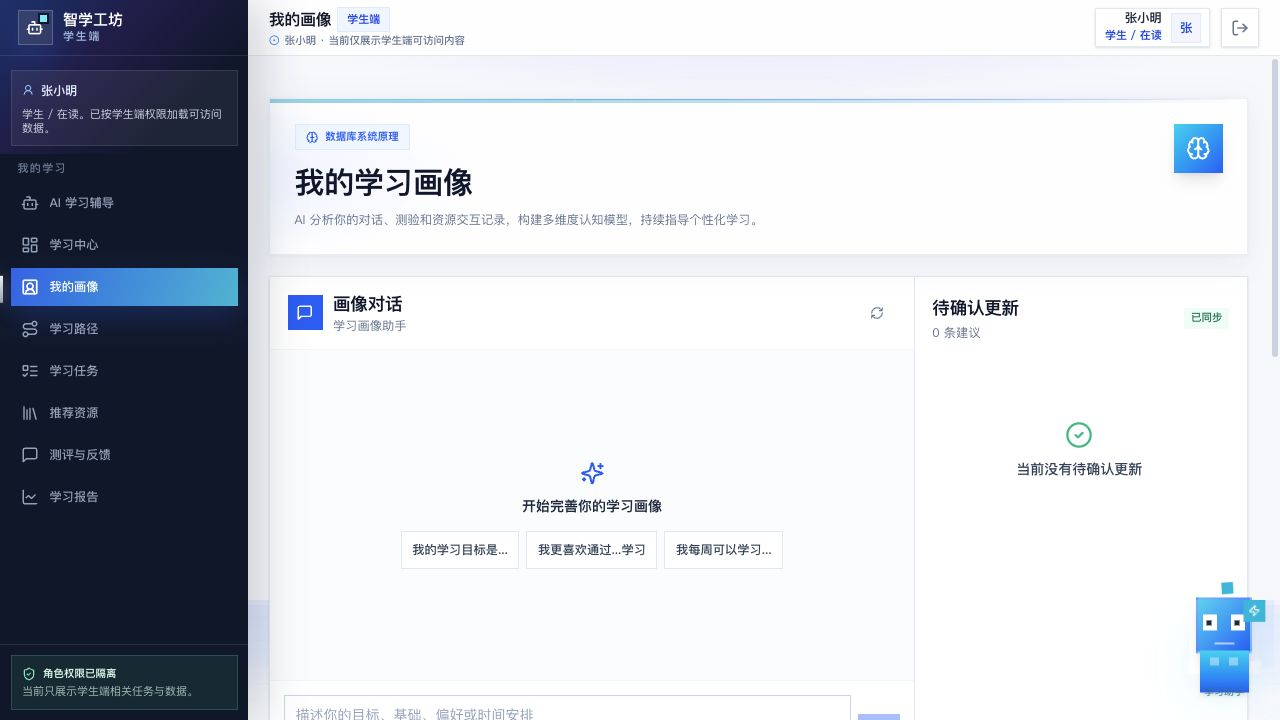 智学工坊
学生端
张小明
学生 / 在读。已按学生端权限加载可访问
数据。
我的学习
AI 学习辅导
学习中心
我的画像
学习路径
学习任务
推荐资源
测评与反馈
学习报告
角色权限已隔离
当前只展示学生端相关任务与数据。
我的画像 学生端
张小明 · 当前仅展示学生端可访问内容
张小明
学生 / 在读
张
数据库系统原理
我的学习画像
AI 分析你的对话、测验和资源交互记录，构建多维度认知模型，持续指导个性化学习。
画像对话
学习画像助手
开始完善你的学习画像
我的学习目标是...
我更喜欢通过...学习
我每周可以学习...
描述你的目标、基础、偏好或时间安排
待确认更新
0 条建议
已同步
当前没有待确认更新
学习助手